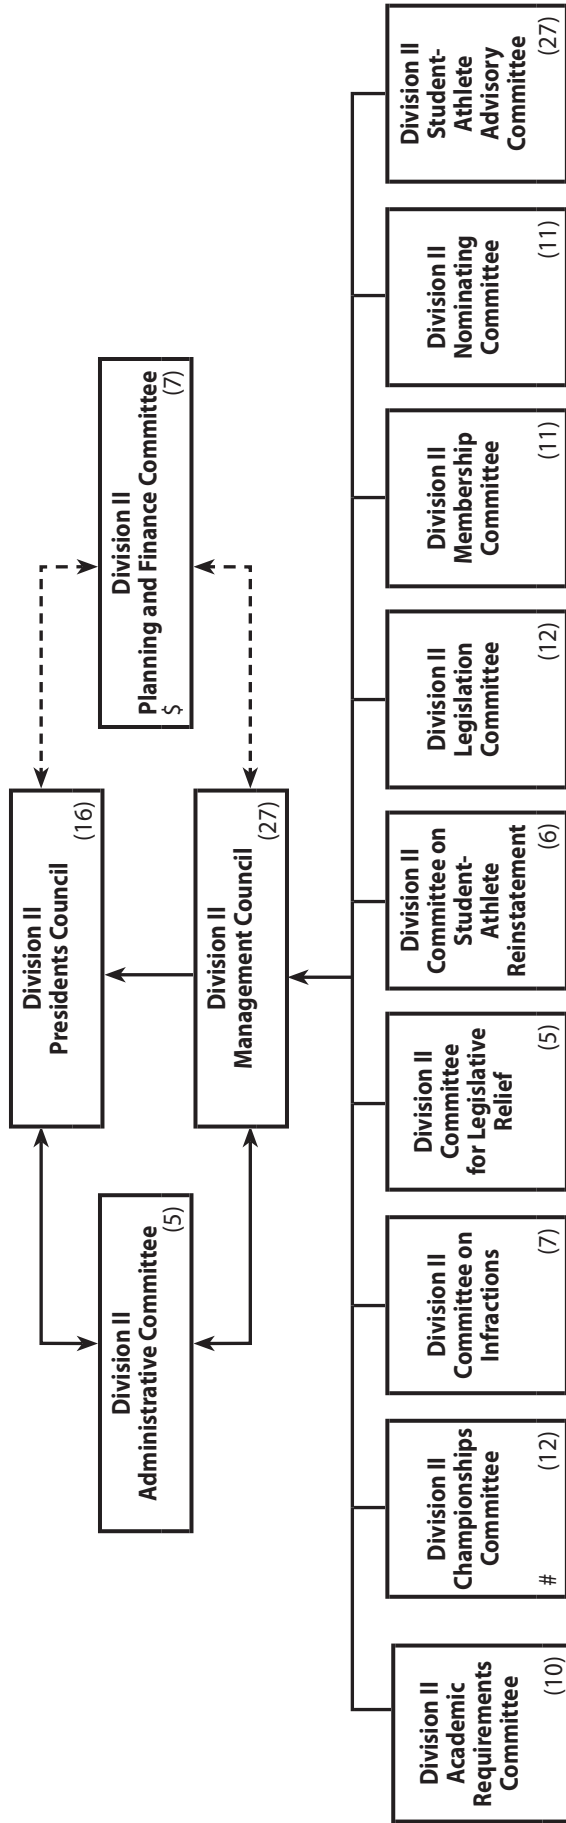 Division II
Presidents Council
(16)
Division II
Administrative Committee
(5)
Division II
Planning and Finance Committee
$
(7)
Division II
Management Council
(27)
Division II
Academic
Requirements
Committee
(10)
Division II
Championships
Committee
#
(12)
Division II
Committee on
Infractions
(7)
Division II
Committee
for Legislative
Relief
(5)
Division II
Committee on
Student-
Athlete
Reinstatement
(6)
Division II
Legislation
Committee
(12)
Division II
Membership
Committee
(11)
Division II
Nominating
Committee
(11)
Division II
Student-
Athlete
Advisory
Committee
(27)